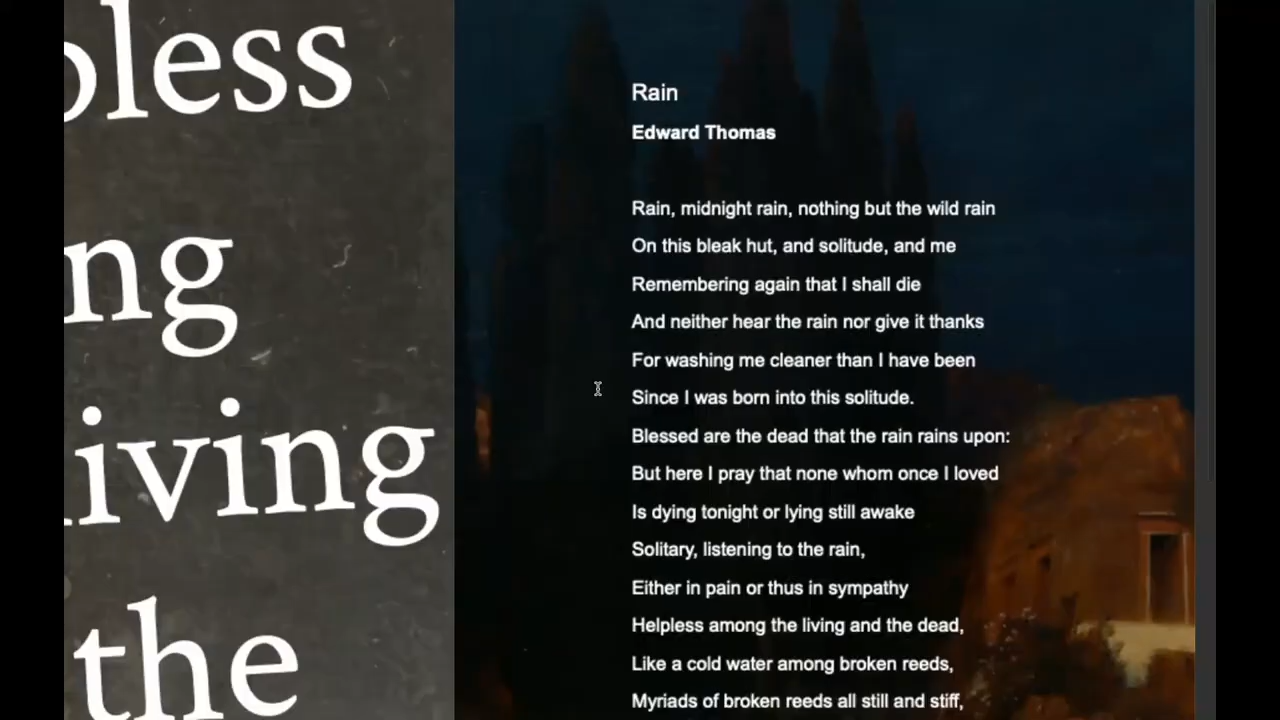 pless
ng
living
the
Rain
Edward Thomas
Rain, midnight rain, nothing but the wild rain
On this bleak hut, and solitude, and me
Remembering again that I shall die
And neither hear the rain nor give it thanks
For washing me cleaner than I have been
Since I was born into this solitude.
Blessed are the dead that the rain rains upon:
But here I pray that none whom once I loved
Is dying tonight or lying still awake
Solitary, listening to the rain,
Either in pain or thus in sympathy
Helpless among the living and the dead,
Like a cold water among broken reeds,
Myriads of broken reeds all still and stiff,